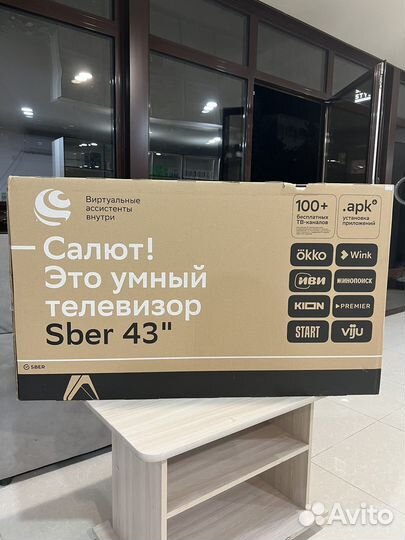 Виртуальные
ассистенты
внутри
Салют!
Это умный
телевизор
Sber 43"
SBER
100+
бесплатных
ТВ-каналов
.apk°
установка
приложений
ökko
Wink
иви
КИНОПОИСК
KION
PREMIER
START
viju
Avito